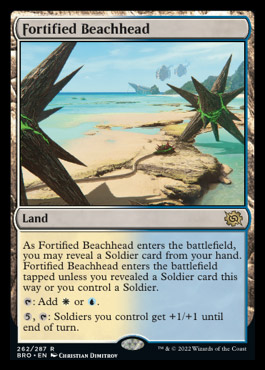 Fortified Beachhead
Land
As Fortified Beachhead enters the battlefield,
you may reveal a Soldier card from your hand.
Fortified Beachhead enters the battlefield
tapped unless you revealed a Soldier card this
way or you control a Soldier.
: Add or .
5, : Soldiers you control get +1/+1 until
end of turn.
262/287 R
BRO • EN CHRISTIAN DIMITROV
™ & © 2022 Wizards of the Coast